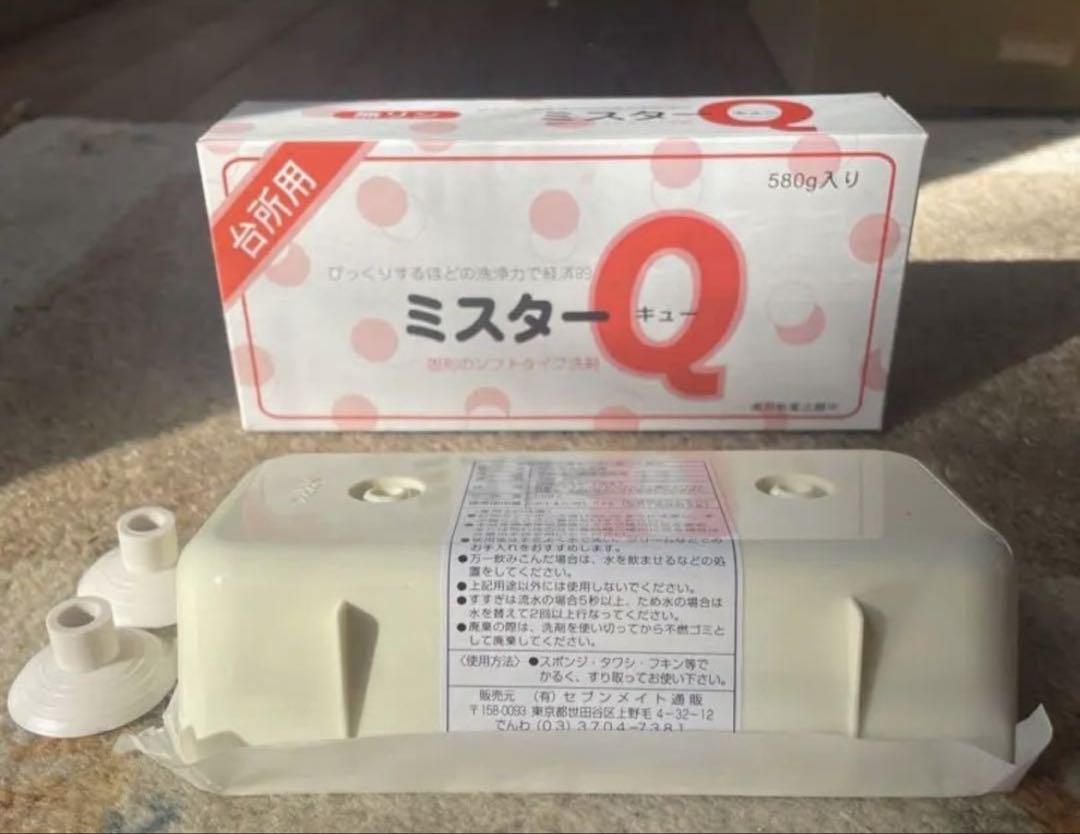 無リン
ミスターQ
キュー
台所用
580g入り
びっくりするほどの洗浄力で経済的
ミスターQ
キュー
固形のソフトタイプ洗剤
お手入れをおすすめします。
●万一飲みこんだ場合は、水を飲ませるなどの処
置をしてください。
●上記用途以外には使用しないでください。
●すすぎは流水の場合5秒以上、ため水の場合は
水を替えて2回以上行なってください。
●廃棄の際は、洗剤を使い切ってから不燃ゴミと
して廃棄してください。
〈使用方法〉●スポンジ・タワシ・フキン等で
かるく、すり取ってお使い下さい。
販売元 (有)セブンメイト通販
〒158-0093 東京都世田谷区上野毛4-32-12
でんわ(03)3704-7381